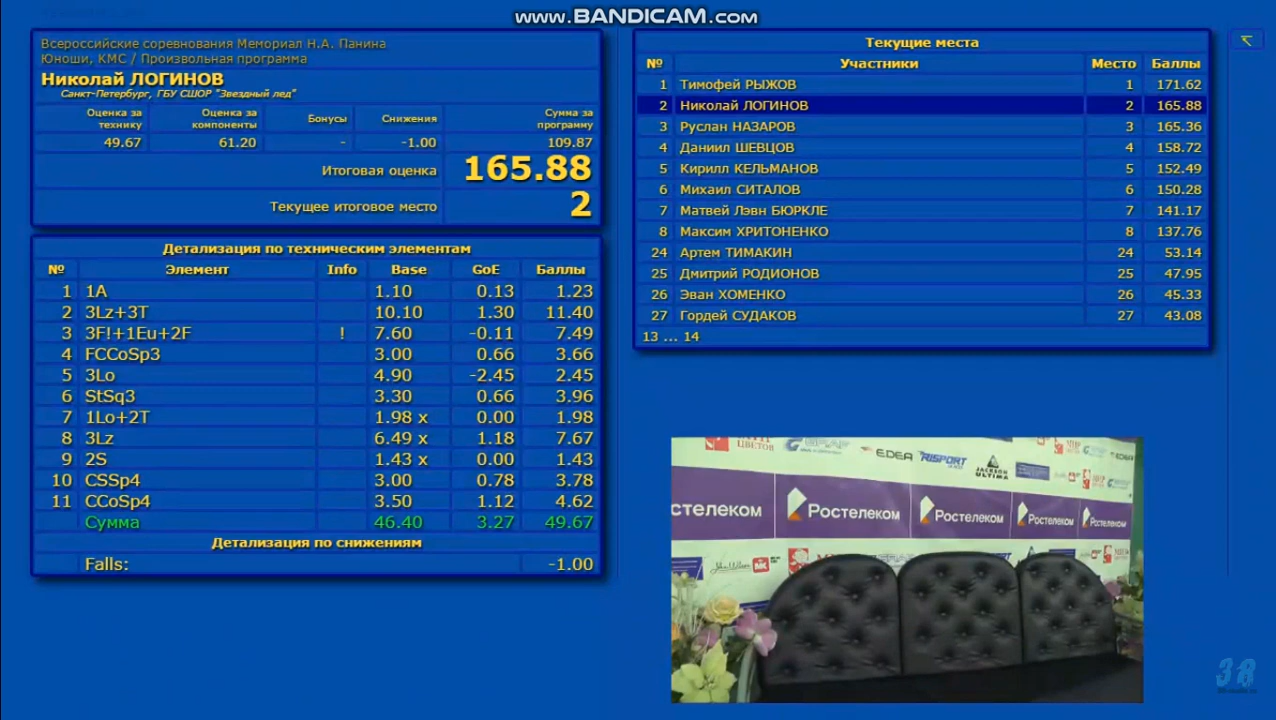 www.BANDICAM.com
Всероссийские соревнования Мемориал Н.А. Панина
Юноши, КМС / Произвольная программа
Николай ЛОГИНОВ
Санкт-Петербург, ГБУ СШОР "Звездный лед"
Оценка за технику Оценка за компоненты Бонусы Снижения Сумма за программу
49.67 61.20 - -1.00 109.87
Итоговая оценка 165.88
Текущее итоговое место 2
Детализация по техническим элементам
№ Элемент Info Base GoE Баллы
1 1A 1.10 0.13 1.23
2 3Lz+3T 10.10 1.30 11.40
3 3F!+1Eu+2F ! 7.60 -0.11 7.49
4 FCCoSp3 3.00 0.66 3.66
5 3Lo 4.90 -2.45 2.45
6 StSq3 3.30 0.66 3.96
7 1Lo+2T 1.98 x 0.00 1.98
8 3Lz 6.49 x 1.18 7.67
9 2S 1.43 x 0.00 1.43
10 CSSp4 3.00 0.78 3.78
11 CCoSp4 3.50 1.12 4.62
Сумма 46.40 3.27 49.67
Детализация по снижениям
Falls: -1.00
Текущие места
№ Участники Место Баллы
1 Тимофей РЫЖОВ 1 171.62
2 Николай ЛОГИНОВ 2 165.88
3 Руслан НАЗАРОВ 3 165.36
4 Даниил ШЕВЦОВ 4 158.72
5 Кирилл КЕЛЬМАНОВ 5 152.49
6 Михаил СИТАЛОВ 6 150.28
7 Матвей Лэвн БЮРКЛЕ 7 141.17
8 Максим ХРИТОНЕНКО 8 137.76
24 Артем ТИМАКИН 24 53.14
25 Дмитрий РОДИОНОВ 25 47.95
26 Эван ХОМЕНКО 26 45.33
27 Гордей СУДАКОВ 27 43.08
13 ... 14
ЦВЕТОВ GRAF EDEA RISPORT JACKSON ULTIMA EDEA
стелеком Ростелеком Ростелеком Ростелеком Ростелеком
John Wilson MK